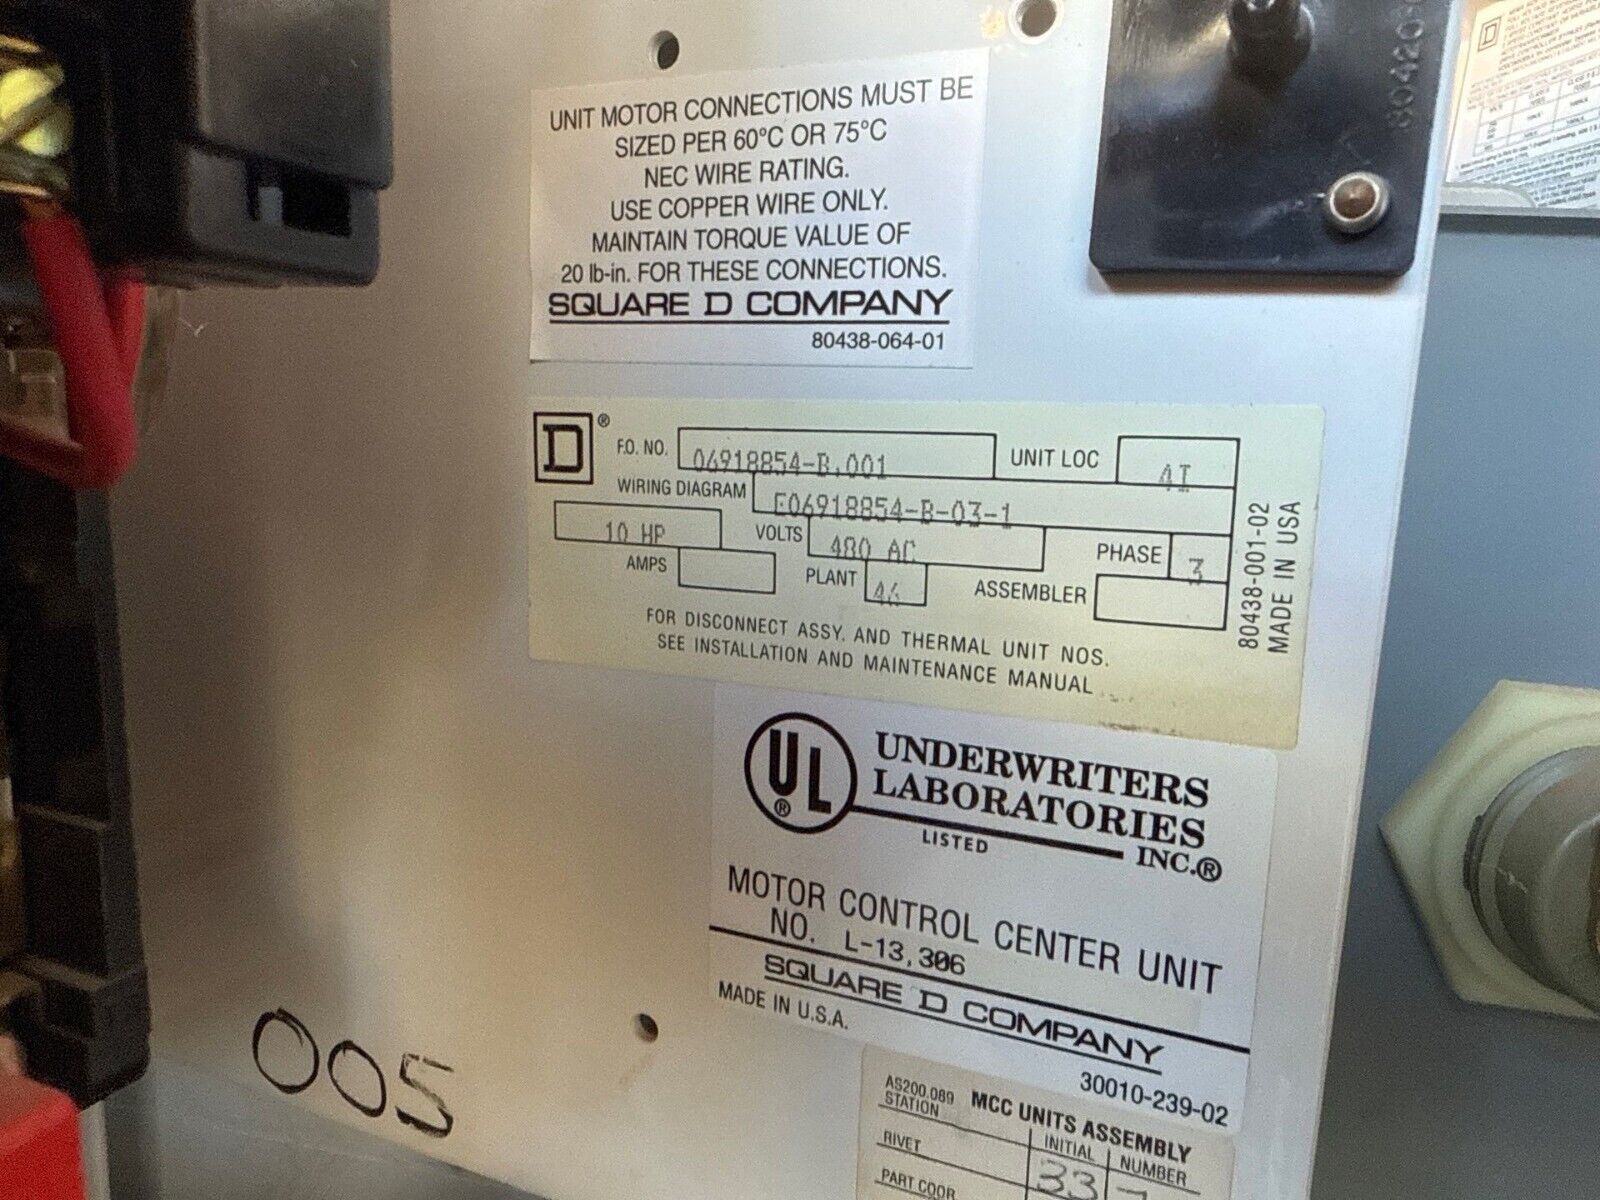 UNIT MOTOR CONNECTIONS MUST BE
SIZED PER 60°C OR 75°C
NEC WIRE RATING.
USE COPPER WIRE ONLY.
MAINTAIN TORQUE VALUE OF
20 lb-in. FOR THESE CONNECTIONS.
SQUARE D COMPANY
80438-064-01
D ®
F.O. NO. 06918854-B.001 UNIT LOC 4I
WIRING DIAGRAM E06918854-B-03-1
10 HP VOLTS 480 AC PHASE 3
AMPS PLANT 46 ASSEMBLER
FOR DISCONNECT ASSY. AND THERMAL UNIT NOS.
SEE INSTALLATION AND MAINTENANCE MANUAL
80438-001-02
MADE IN USA
UL ®
UNDERWRITERS
LABORATORIES
INC.®
LISTED
MOTOR CONTROL CENTER UNIT
NO. L-13,306
SQUARE D COMPANY
MADE IN U.S.A.
30010-239-02
005
AS200.089 MCC UNITS ASSEMBLY
STATION INITIAL NUMBER
RIVET 33
PART COOR